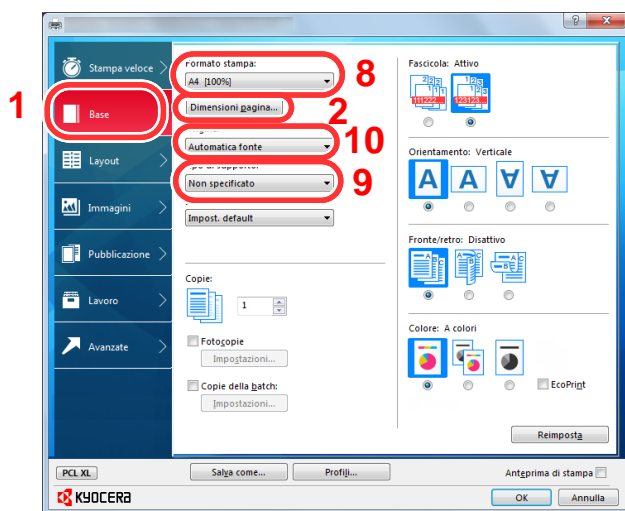 1
Stampa veloce
Base
Layout
Immagini
Pubblicazione
Lavoro
Avanzate
Formato stampa:
A4 [100%]
8
Dimensioni pagina...
2
Automatica fonte
10
Non specificato
9
Impost. default
Copie:
1
Fotocopie
Impostazioni...
Copie della batch:
Impostazioni...
Fascicola: Attivo
111222
123123
Orientamento: Verticale
A A A A
Fronte/retro: Disattivo
Colore: A colori
EcoPrint
Reimposta
PCL XL
Salva come...
Profili...
Anteprima di stampa
KYOCERA
OK
Annulla